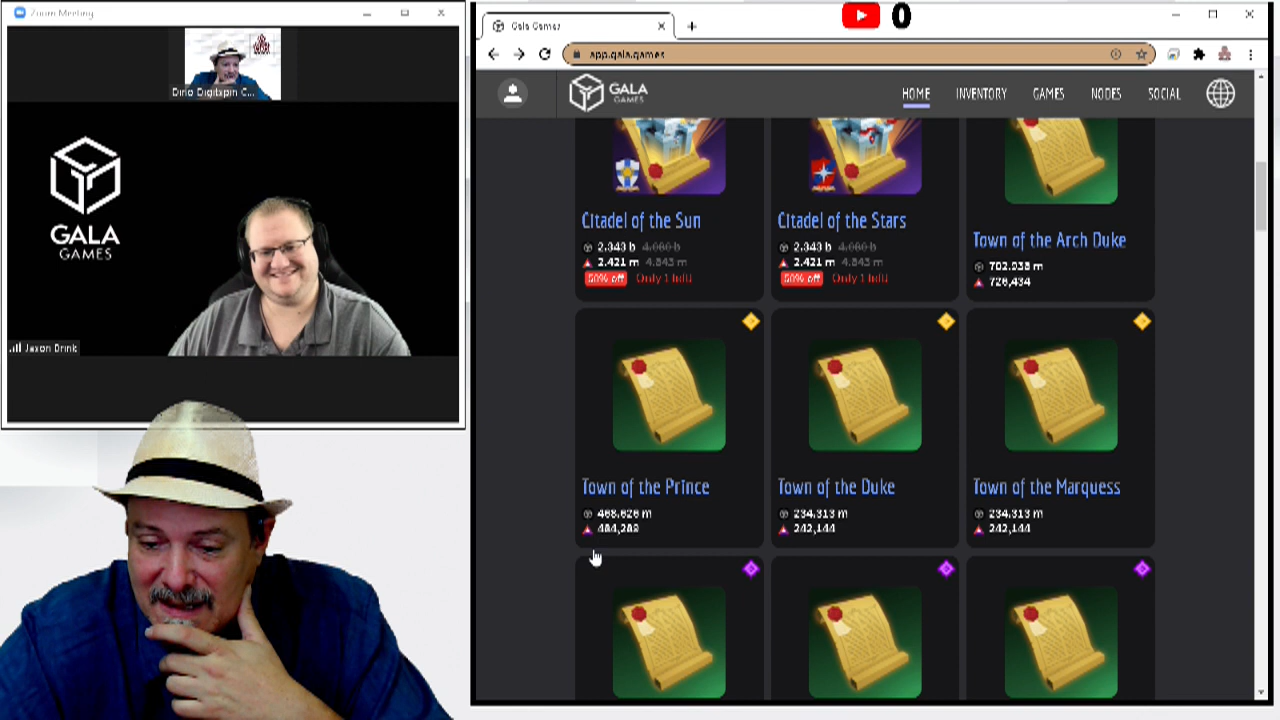 Zoom Meeting
Dino Digitspin C...
GALA
GAMES
Jaxon Drink
0
Gala Games
app.gala.games
GALA
GAMES
HOME
INVENTORY
GAMES
NODES
SOCIAL
Citadel of the Sun
2.343 b 4.686 b
2.421 m 4.843 m
50% off Only 1 left!
Citadel of the Stars
2.343 b 4.686 b
2.421 m 4.843 m
50% off Only 1 left!
Town of the Arch Duke
702.938 m
726,434
Town of the Prince
468.626 m
484,289
Town of the Duke
234.313 m
242,144
Town of the Marquess
234.313 m
242,144